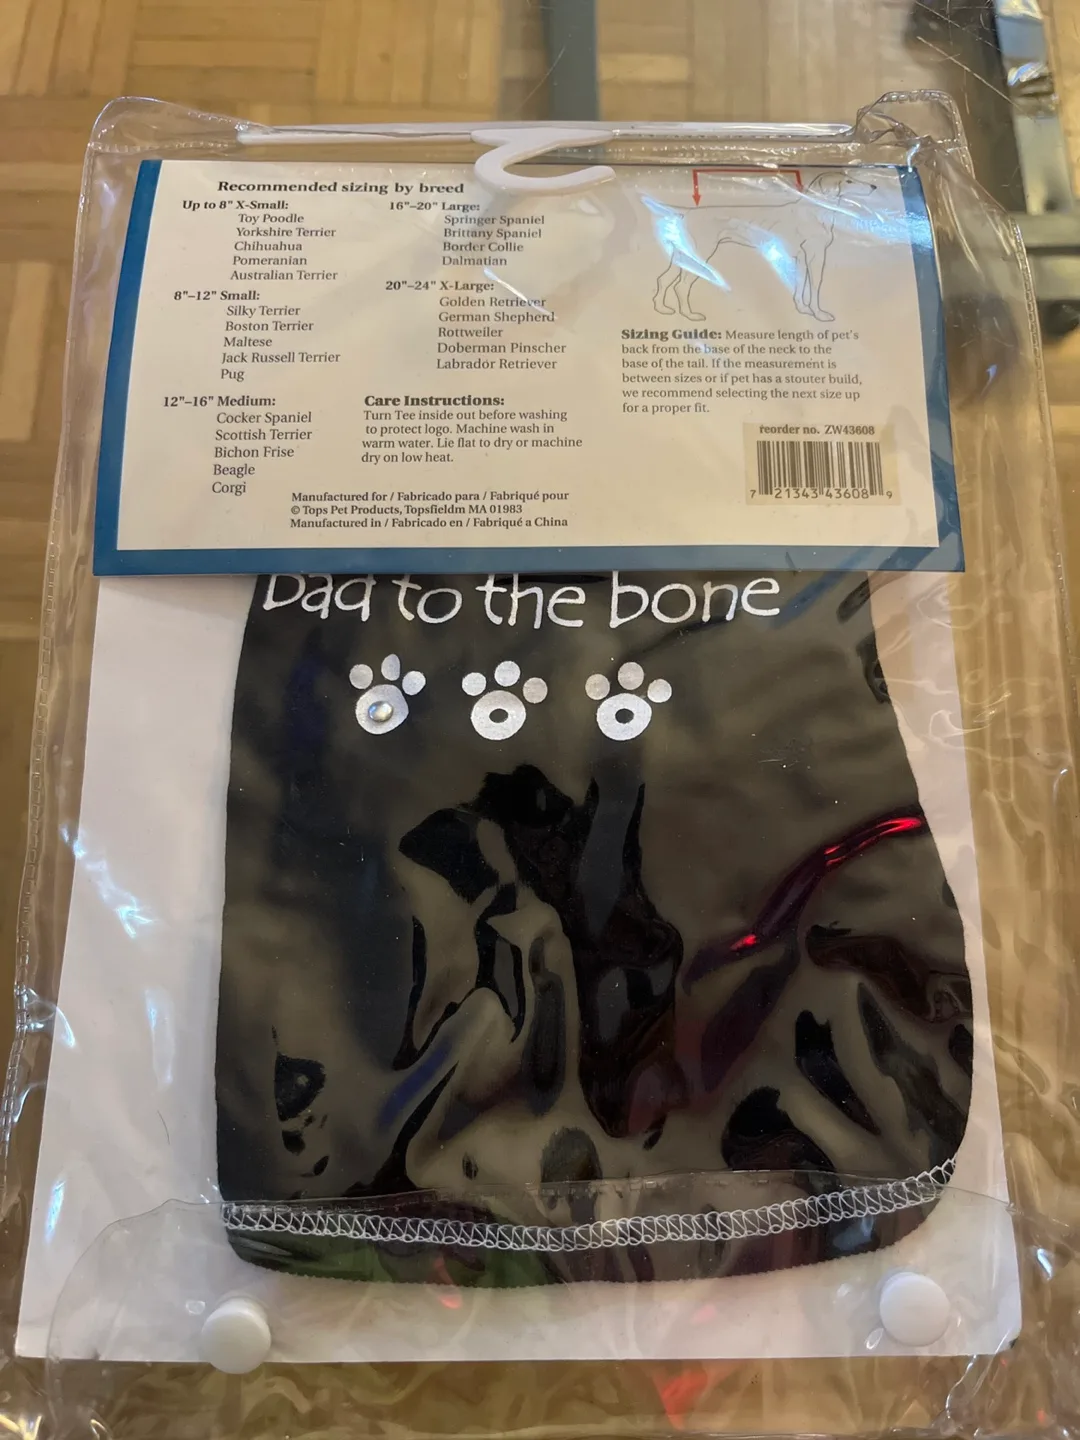 Recommended sizing by breed
Up to 8" X-Small:
Toy Poodle
Yorkshire Terrier
Chihuahua
Pomeranian
Australian Terrier
8"–12" Small:
Silky Terrier
Boston Terrier
Maltese
Jack Russell Terrier
Pug
12"–16" Medium:
Cocker Spaniel
Scottish Terrier
Bichon Frise
Beagle
Corgi
16"–20" Large:
Springer Spaniel
Brittany Spaniel
Border Collie
Dalmatian
20"–24" X-Large:
Golden Retriever
German Shepherd
Rottweiler
Doberman Pinscher
Labrador Retriever
Care Instructions:
Turn Tee inside out before washing
to protect logo. Machine wash in
warm water. Lie flat to dry or machine
dry on low heat.
Manufactured for / Fabricado para / Fabriqué pour
© Tops Pet Products, Topsfieldm MA 01983
Manufactured in / Fabricado en / Fabriqué a China
Sizing Guide: Measure length of pet's
back from the base of the neck to the
base of the tail. If the measurement is
between sizes or if pet has a stouter build,
we recommend selecting the next size up
for a proper fit.
reorder no. ZW43608
7 21343 43608 9
bad to the bone